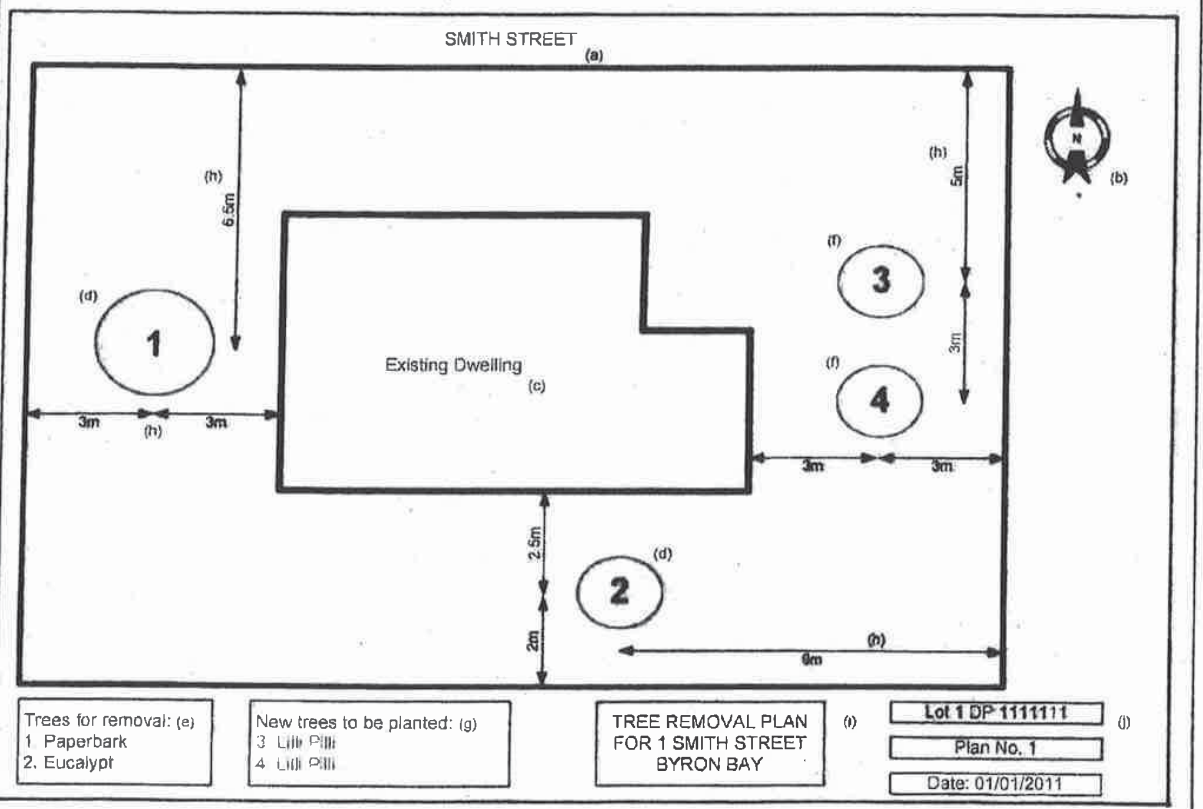 SMITH STREET
(a)
(h)
6.5m
(h)
5m
N
(b)
(f)
3
(d)
1
3m
Existing Dwelling
(c)
(f)
4
3m
(h)
3m
3m
3m
2.5m
(d)
2
2m
(h)
Trees for removal: (e)
1. Paperbark
2. Eucalypt
New trees to be planted: (g)
3 Lilli Pilli
4 Lilli Pilli
TREE REMOVAL PLAN
FOR 1 SMITH STREET
BYRON BAY
(i)
Lot 1 DP 1111111
(j)
Plan No. 1
Date: 01/01/2011